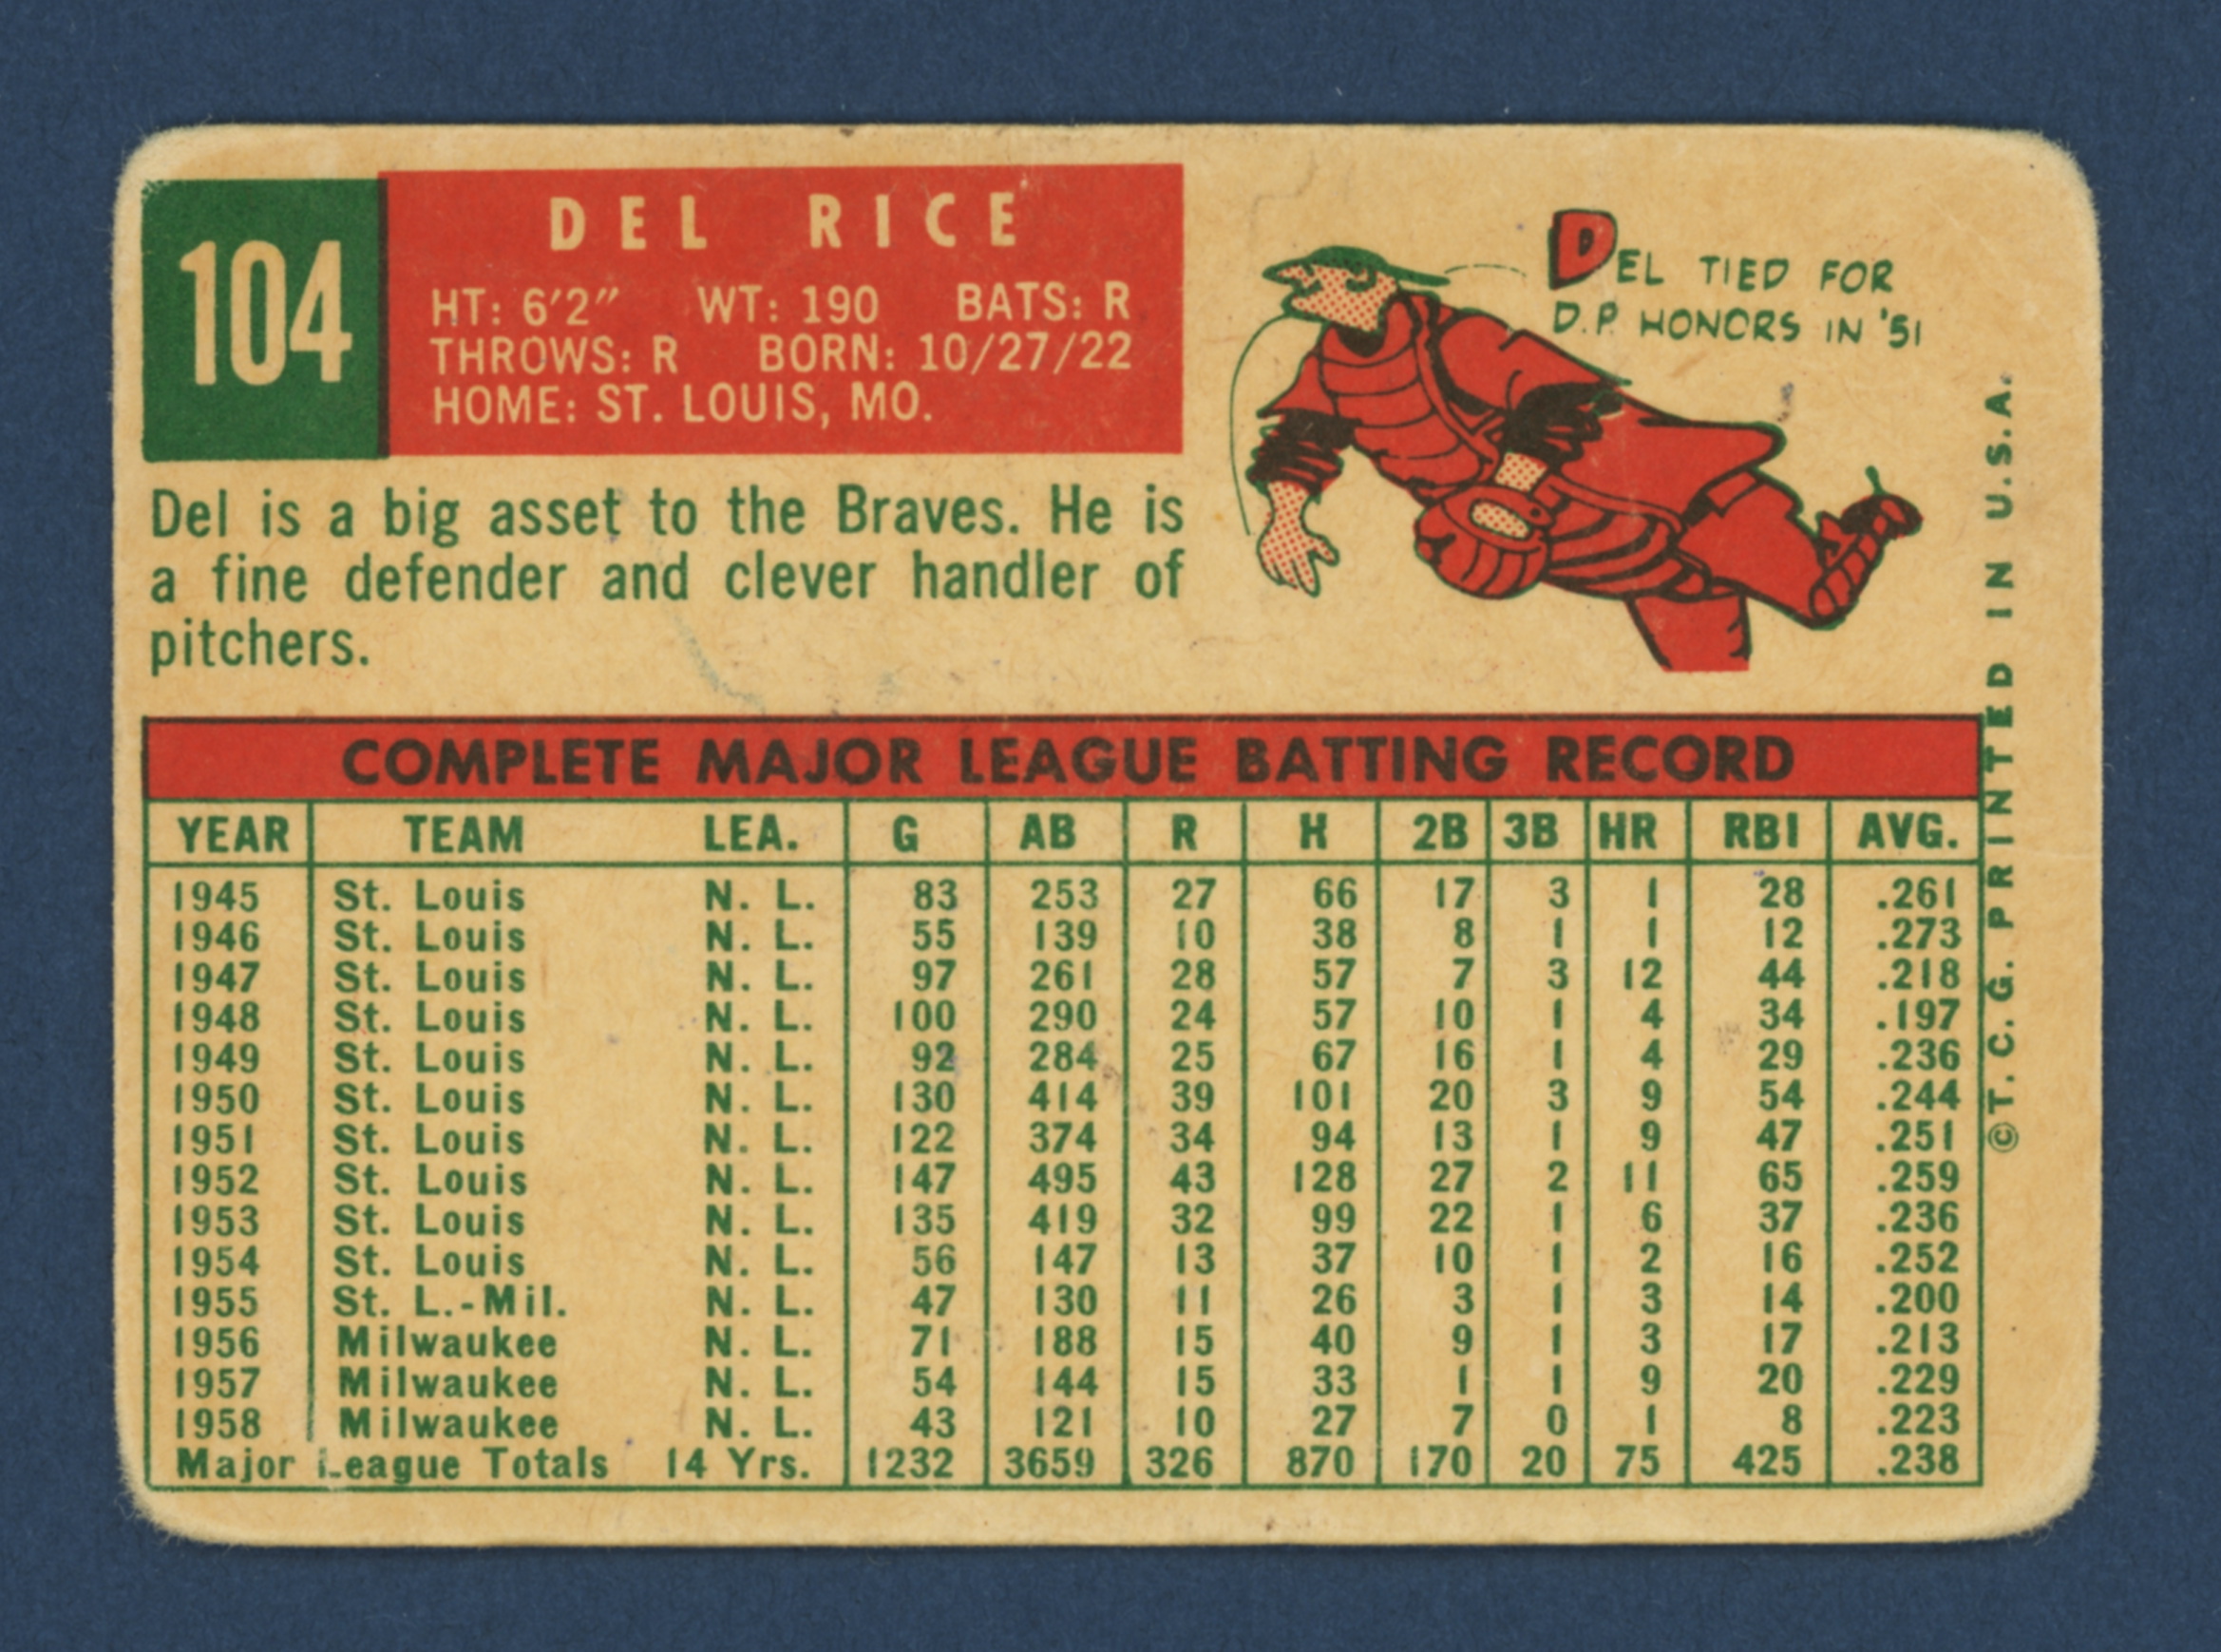 104
DEL RICE
HT: 6'2" WT: 190 BATS: R
THROWS: R BORN: 10/27/22
HOME: ST. LOUIS, MO.
DEL TIED FOR
D.P. HONORS IN '51
Del is a big asset to the Braves. He is
a fine defender and clever handler of
pitchers.
COMPLETE MAJOR LEAGUE BATTING RECORD
YEAR TEAM LEA. G AB R H 2B 3B HR RBI AVG.
1945 St. Louis N. L. 83 253 27 66 17 3 1 28 .261
1946 St. Louis N. L. 55 139 10 38 8 1 1 12 .273
1947 St. Louis N. L. 97 261 28 57 7 3 12 44 .218
1948 St. Louis N. L. 100 290 24 57 10 1 4 34 .197
1949 St. Louis N. L. 92 284 25 67 16 1 4 29 .236
1950 St. Louis N. L. 130 414 39 101 20 3 9 54 .244
1951 St. Louis N. L. 122 374 34 94 13 1 9 47 .251
1952 St. Louis N. L. 147 495 43 128 27 2 11 65 .259
1953 St. Louis N. L. 135 419 32 99 22 1 6 37 .236
1954 St. Louis N. L. 56 147 13 37 10 1 2 16 .252
1955 St. L.-Mil. N. L. 47 130 11 26 3 1 3 14 .200
1956 Milwaukee N. L. 71 188 15 40 9 1 3 17 .213
1957 Milwaukee N. L. 54 144 15 33 1 1 9 20 .229
1958 Milwaukee N. L. 43 121 10 27 7 0 1 8 .223
Major League Totals 14 Yrs. 1232 3659 326 870 170 20 75 425 .238
©T.C.G. PRINTED IN U.S.A.